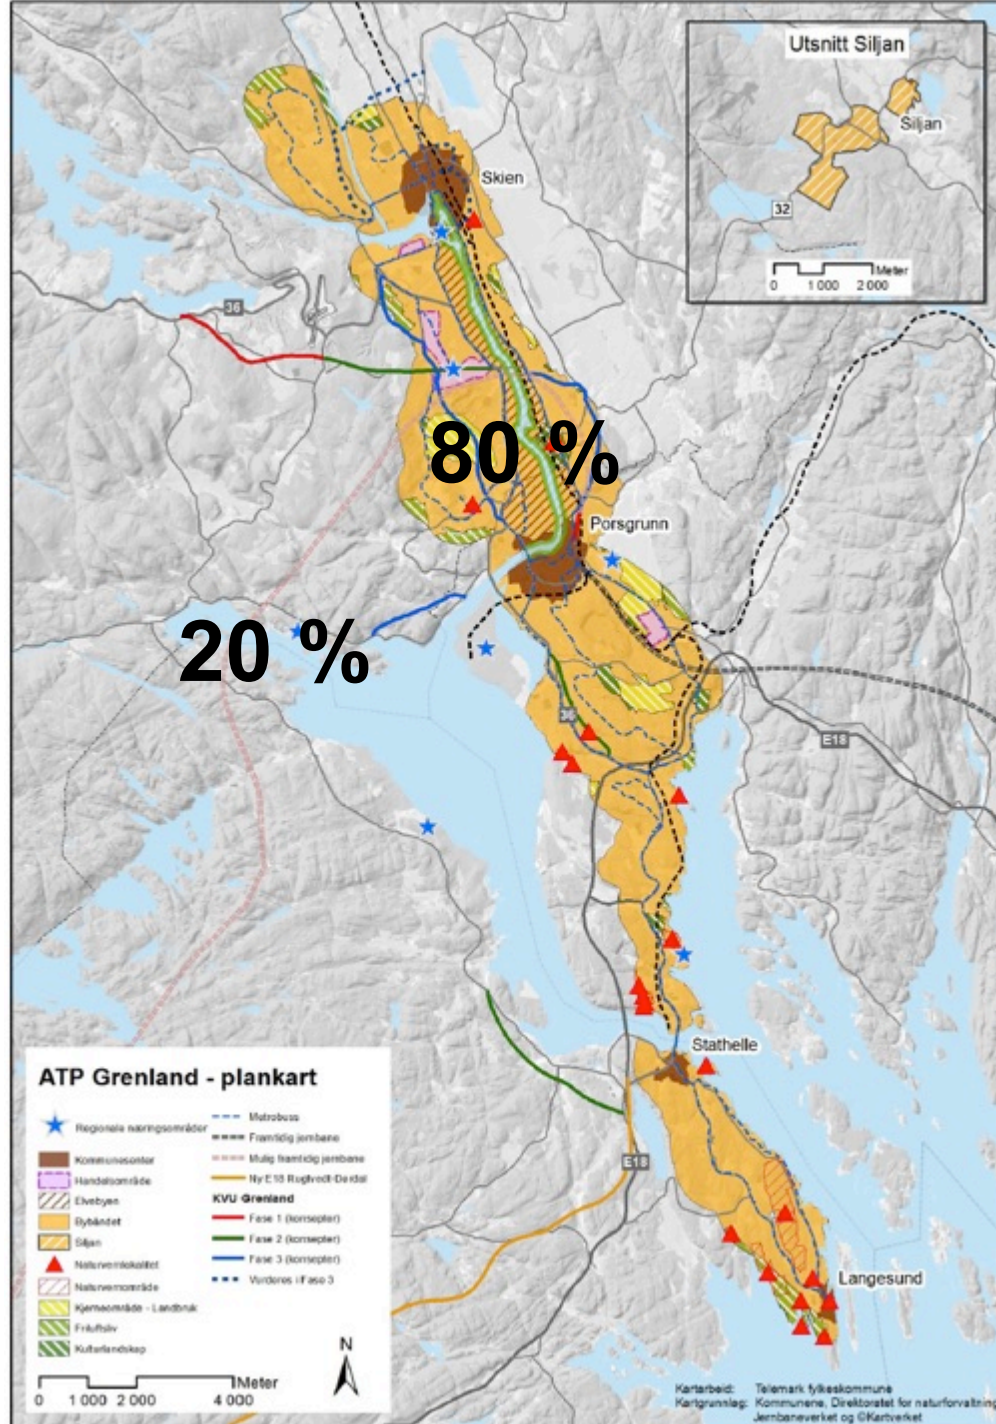 Utsnitt Siljan
Siljan
32
Meter
0 1 000 2 000
Skien
36
80 %
Porsgrunn
20 %
36
E18
Stathelle
E18
Langesund
ATP Grenland - plankart
Regionale næringsområder
Kommunesenter
Handelsområde
Elvebyen
Bybåndet
Siljan
Naturvernlokalitet
Naturvernområde
Kjerneområde - Landbruk
Friluftsliv
Kulturlandskap
Metrobuss
Framtidig jernbane
Mulig framtidig jernbane
Ny E18 Rugtvedt-Dørdal
KVU Grenland
Fase 1 (konsepter)
Fase 2 (konsepter)
Fase 3 (konsepter)
Vurderes i Fase 3
N
Meter
0 1 000 2 000 4 000
Kartarbeid: Telemark fylkeskommune
Kartgrunnlag: Kommunene, Direktoratet for naturforvaltning
Jernbaneverket og ©Kartverket